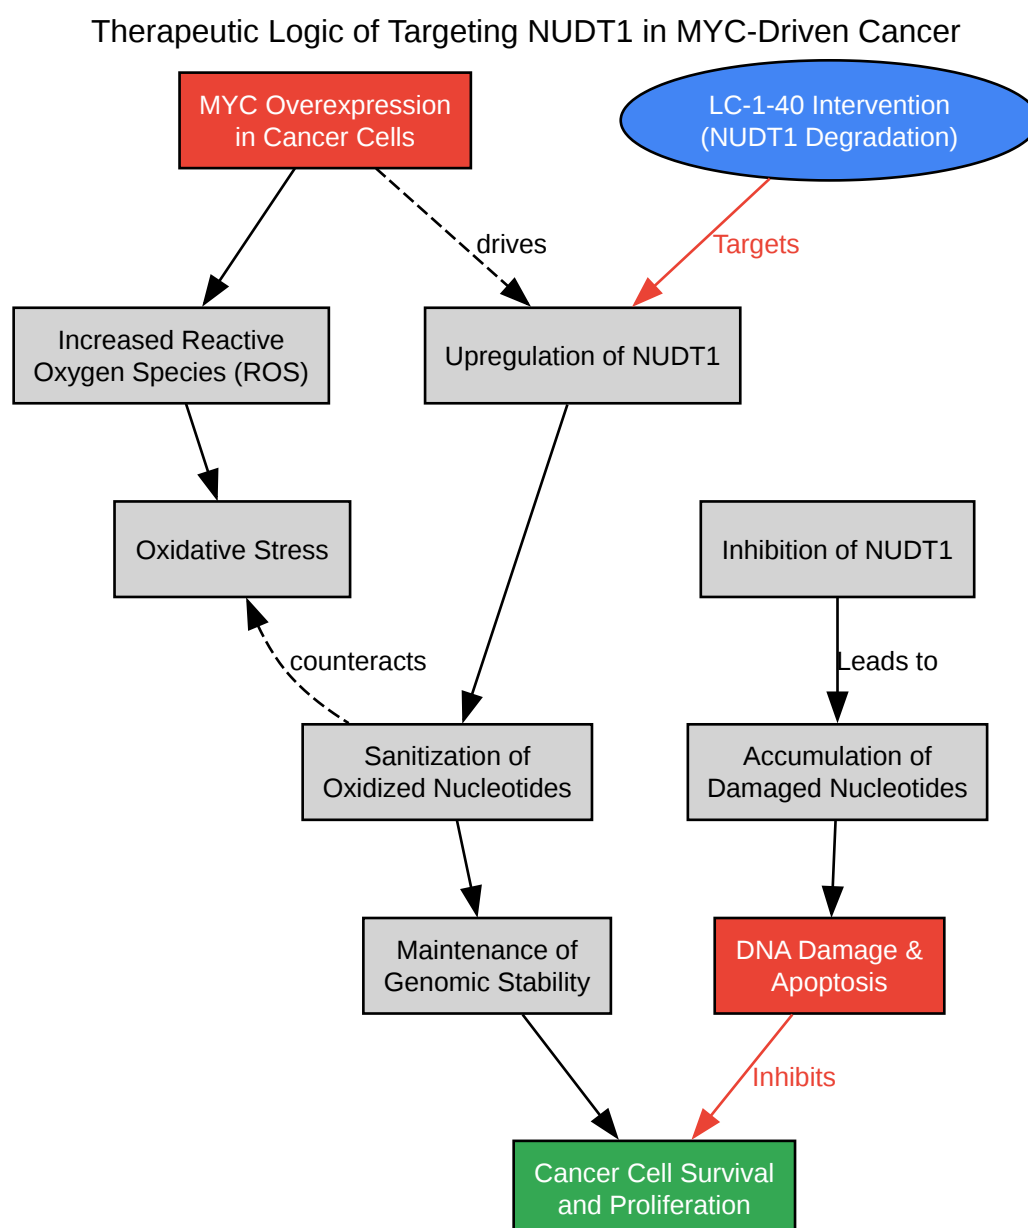 Therapeutic Logic of Targeting NUDT1 in MYC-Driven Cancer
MYC Overexpression
in Cancer Cells
LC-1-40 Intervention
(NUDT1 Degradation)
drives
Targets
Increased Reactive
Oxygen Species (ROS)
Upregulation of NUDT1
Oxidative Stress
Inhibition of NUDT1
counteracts
Leads to
Sanitization of
Oxidized Nucleotides
Accumulation of
Damaged Nucleotides
Maintenance of
Genomic Stability
DNA Damage &
Apoptosis
Inhibits
Cancer Cell Survival
and Proliferation